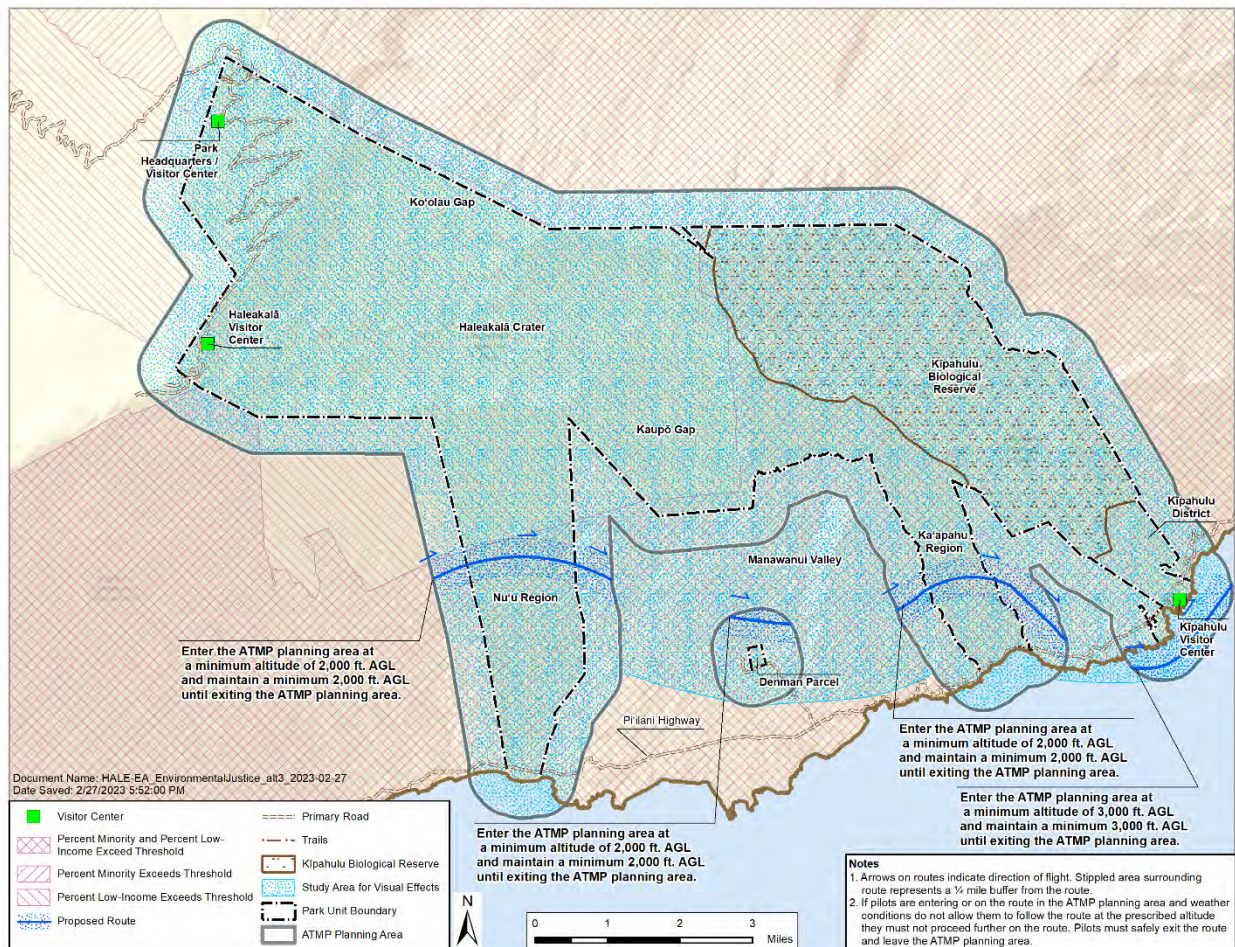 Park
Headquarters /
Visitor Center
Koʻolau Gap
Haleakalā
Visitor
Center
Haleakalā Crater
Kīpahulu
Biological
Reserve
Kaupō Gap
Kīpahulu
District
Kaʻapahu
Region
Manawanui Valley
Nuʻu Region
Kīpahulu
Visitor
Center
Denman Parcel
Piʻilani Highway
Enter the ATMP planning area at
a minimum altitude of 2,000 ft. AGL
and maintain a minimum 2,000 ft. AGL
until exiting the ATMP planning area.
Enter the ATMP planning area at
a minimum altitude of 2,000 ft. AGL
and maintain a minimum 2,000 ft. AGL
until exiting the ATMP planning area.
Enter the ATMP planning area at
a minimum altitude of 3,000 ft. AGL
and maintain a minimum 3,000 ft. AGL
until exiting the ATMP planning area.
Enter the ATMP planning area at
a minimum altitude of 2,000 ft. AGL
and maintain a minimum 2,000 ft. AGL
until exiting the ATMP planning area.
Document Name: HALE-EA_EnvironmentalJustice_alt3_2023-02-27
Date Saved: 2/27/2023 5:52:00 PM
Visitor Center
Percent Minority and Percent Low-
Income Exceed Threshold
Percent Minority Exceeds Threshold
Percent Low-Income Exceeds Threshold
Proposed Route
Primary Road
Trails
KIpahulu Biological Reserve
Study Area for Visual Effects
Park Unit Boundary
ATMP Planning Area
N
0 1 2 3
Miles
Notes
1. Arrows on routes indicate direction of flight. Stippled area surrounding
route represents a ¼ mile buffer from the route.
2. If pilots are entering or on the route in the ATMP planning area and weather
conditions do not allow them to follow the route at the prescribed altitude
they must not proceed further on the route. Pilots must safely exit the route
and leave the ATMP planning area.